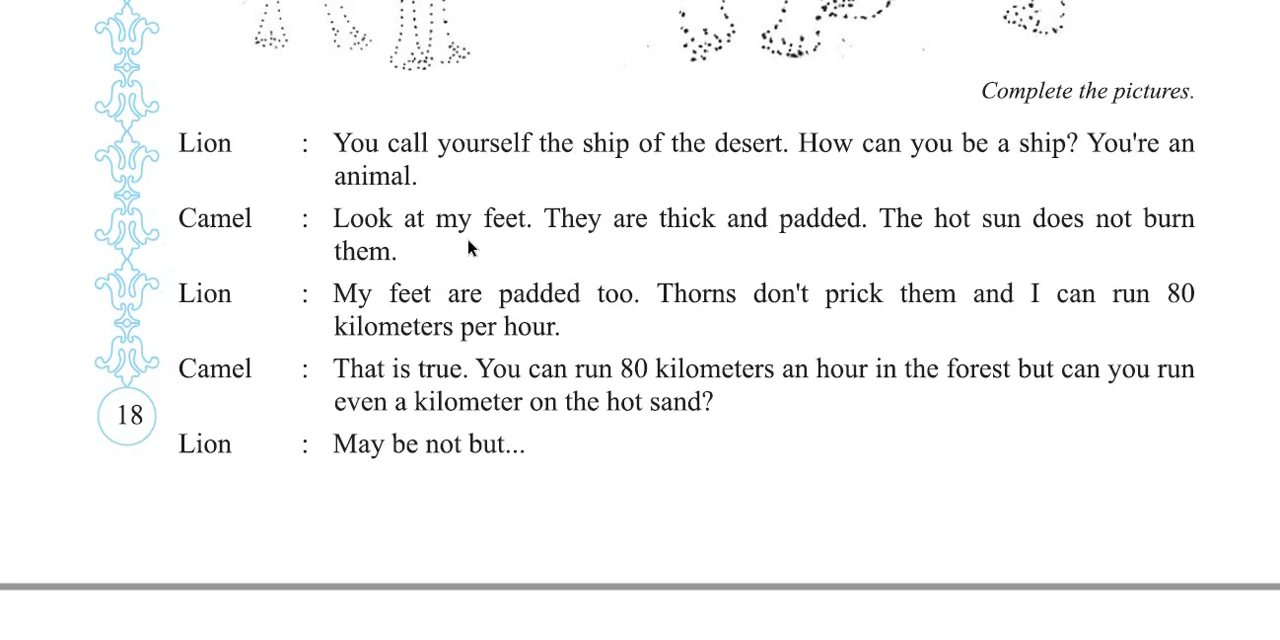 Complete the pictures.
Lion : You call yourself the ship of the desert. How can you be a ship? You're an
animal.
Camel : Look at my feet. They are thick and padded. The hot sun does not burn
them.
Lion : My feet are padded too. Thorns don't prick them and I can run 80
kilometers per hour.
Camel : That is true. You can run 80 kilometers an hour in the forest but can you run
even a kilometer on the hot sand?
18
Lion : May be not but...